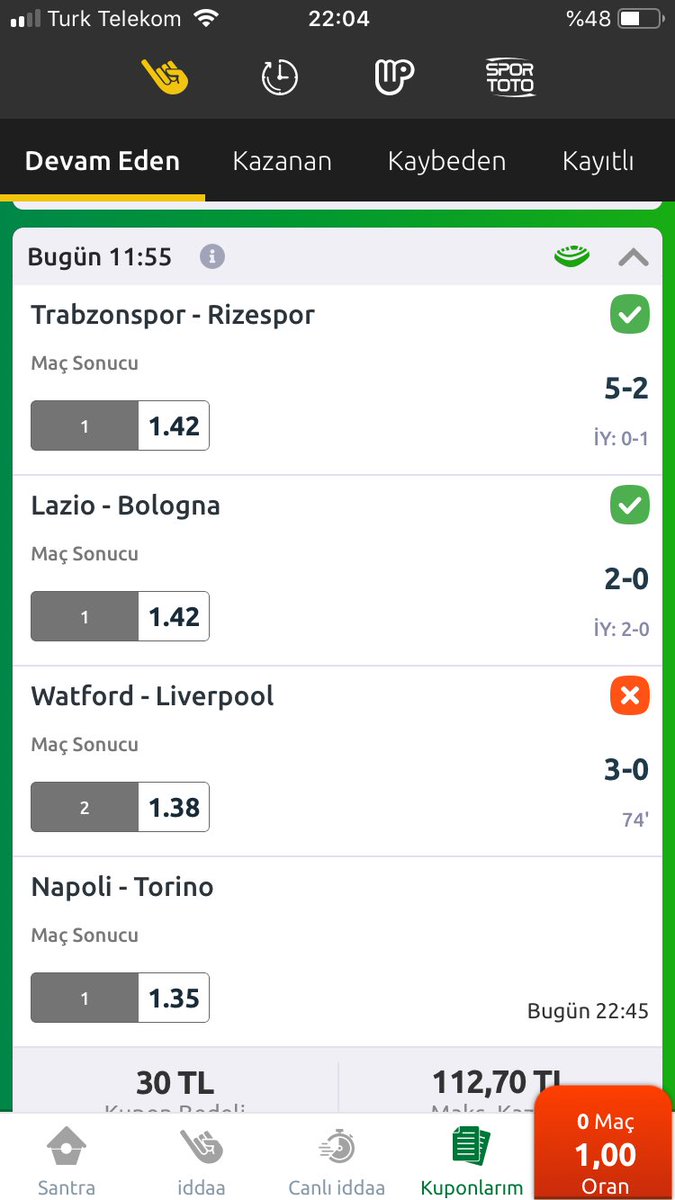 Turk Telekom 22:04 %48
SPOR
TOTO
Devam Eden Kazanan Kaybeden Kayıtlı
Bugün 11:55
Trabzonspor - Rizespor
Maç Sonucu
5-2
1 1.42
İY: 0-1
Lazio - Bologna
Maç Sonucu
2-0
1 1.42
İY: 2-0
Watford - Liverpool
Maç Sonucu
3-0
2 1.38
74'
Napoli - Torino
Maç Sonucu
1 1.35
Bugün 22:45
30 TL 112,70 TL
Kupon Bedeli
0 Maç
1,00
Oran
Santra iddaa Canlı iddaa Kuponlarım